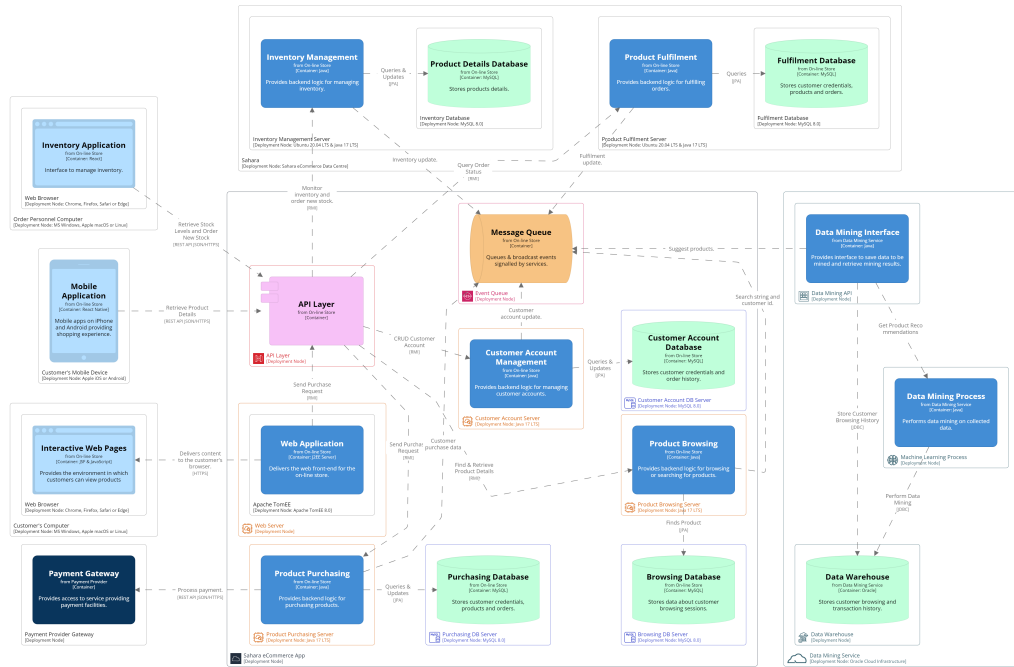 Inventory Management
from On-line Store
[Container: Java]
Provides backend logic for managing
inventory.
Queries &
Updates
[JPA]
Product Details Database
from On-line Store
[Container: MySQL]
Stores products details.
Inventory Database
[Deployment Node: MySQL 8.0]
Inventory Management Server
[Deployment Node: Ubuntu 20.04 LTS & Java 17 LTS]
Product Fulfilment
from On-line Store
[Container: Java]
Provides backend logic for fulfilling
orders.
Queries
[JPA]
Fulfilment Database
from On-line Store
[Container: MySQL]
Stores customer credentials,
products and orders.
Fulfilment Database
[Deployment Node: MySQL 8.0]
Product Fulfilment Server
[Deployment Node: Ubuntu 20.04 LTS & Java 17 LTS]
Sahara
[Deployment Node: Sahara eCommerce Data Centre]
Inventory Application
from On-line Store
[Container: React]
Interface to manage inventory.
Web Browser
[Deployment Node: Chrome, Firefox, Safari or Edge]
Order Personnel Computer
[Deployment Node: MS Windows, Apple macOS or Linux]
Inventory update.
Query Order
Status
[RMI]
Fulfilment
update.
Monitor
inventory and
order new stock.
[RMI]
Retrieve Stock
Levels and Order
New Stock
[REST API JSON/HTTPS]
Mobile
Application
from On-line Store
[Container: React Native]
Mobile apps on iPhone
and Android providing
shopping experience.
Customer's Mobile Device
[Deployment Node: Apple iOS or Android]
Retrieve Product
Details
[REST API JSON/HTTPS]
API Layer
from On-line Store
[Container]
API Layer
[Deployment Node]
Message Queue
from On-line Store
[Container]
Queues & broadcast events
signalled by services.
Event Queue
[Deployment Node]
Suggest products.
Data Mining Interface
from Data Mining Service
[Container: Java]
Provides interface to save data to be
mined and retrieve mining results.
Data Mining API
[Deployment Node]
Search string and
customer id.
Customer
account update.
CRUD Customer
Account
[RMI]
Customer Account
Management
from On-line Store
[Container: Java]
Provides backend logic for managing
customer accounts.
Customer Account Server
[Deployment Node: Java 17 LTS]
Queries &
Updates
[JPA]
Customer Account
Database
from On-line Store
[Container: MySQL]
Stores customer credentials and
order history.
Customer Account DB Server
[Deployment Node: MySQL 8.0]
Get Product Reco
mmendations
Data Mining Process
from Data Mining Service
[Container: Java]
Performs data mining on collected
data.
Machine Learning Process
[Deployment Node]
Store Customer
Browsing History
[JDBC]
Perform Data
Mining
[JDBC]
Send Purchase
Request
[RMI]
Interactive Web Pages
from On-line Store
[Container: JSF & JavaScript]
Provides the environment in which
customers can view products
Web Browser
[Deployment Node: Chrome, Firefox, Safari or Edge]
Customer's Computer
[Deployment Node: MS Windows, Apple macOS or Linux]
Delivers content
to the customer's
browser.
[HTTPS]
Web Application
from On-line Store
[Container: J2EE Server]
Delivers the web front-end for the
on-line store.
Apache TomEE
[Deployment Node: Apache TomEE 8.0]
Web Server
[Deployment Node]
Send Purchase
Request
[RMI]
Customer
purchase data
Find & Retrieve
Product Details
[RMI]
Product Browsing
from On-line Store
[Container: Java]
Provides backend logic for browsing
or searching for products.
Product Browsing Server
[Deployment Node: Java 17 LTS]
Finds Product
[JPA]
Payment Gateway
from Payment Provider
[Container]
Provides access to service providing
payment facilities.
Payment Provider Gateway
[Deployment Node]
Process payment.
[REST API JSON/HTTPS]
Product Purchasing
from On-line Store
[Container: Java]
Provides backend logic for
purchasing products.
Product Purchasing Server
[Deployment Node: Java 17 LTS]
Queries &
Updates
[JPA]
Purchasing Database
from On-line Store
[Container: MySQL]
Stores customer credentials,
products and orders.
Purchasing DB Server
[Deployment Node: MySQL 8.0]
Browsing Database
from On-line Store
[Container: MySQL]
Stores data about customer
browsing sessions.
Browsing DB Server
[Deployment Node: MySQL 8.0]
Data Warehouse
from Data Mining Service
[Container: Oracle]
Stores customer browsing and
transaction history.
Data Warehouse
[Deployment Node]
Sahara eCommerce App
[Deployment Node]
Data Mining Service
[Deployment Node: Oracle Cloud Infrastructure]